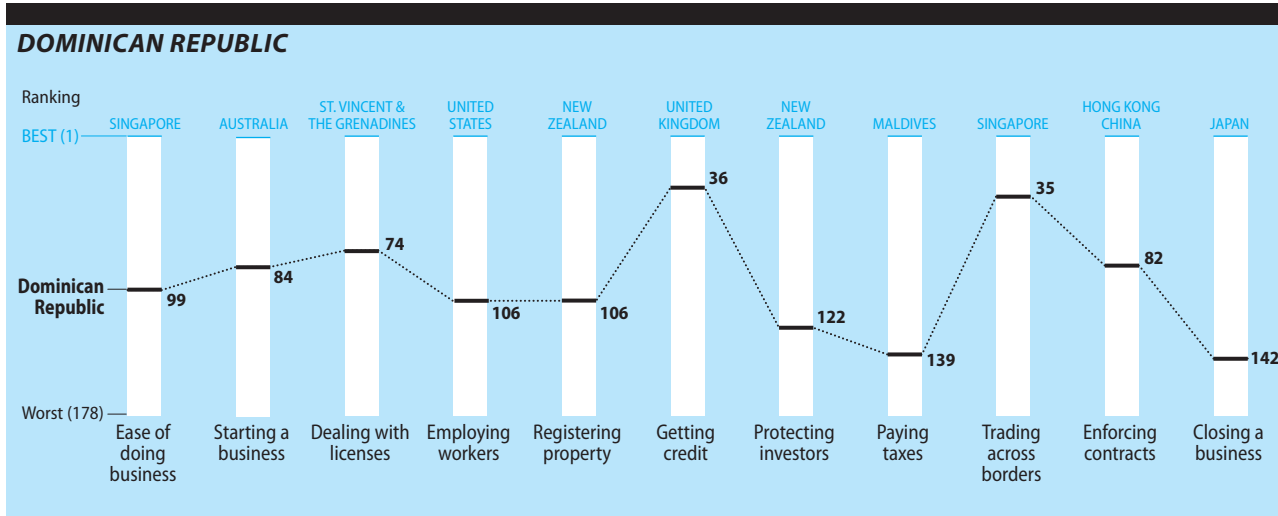 DOMINICAN REPUBLIC
Ranking
BEST (1)
SINGAPORE
AUSTRALIA
ST. VINCENT &
THE GRENADINES
UNITED
STATES
NEW
ZEALAND
UNITED
KINGDOM
NEW
ZEALAND
MALDIVES
SINGAPORE
HONG KONG
CHINA
JAPAN
Dominican
Republic
99
84
74
106
106
36
122
139
35
82
142
Worst (178)
Ease of
doing
business
Starting a
business
Dealing with
licenses
Employing
workers
Registering
property
Getting
credit
Protecting
investors
Paying
taxes
Trading
across
borders
Enforcing
contracts
Closing a
business